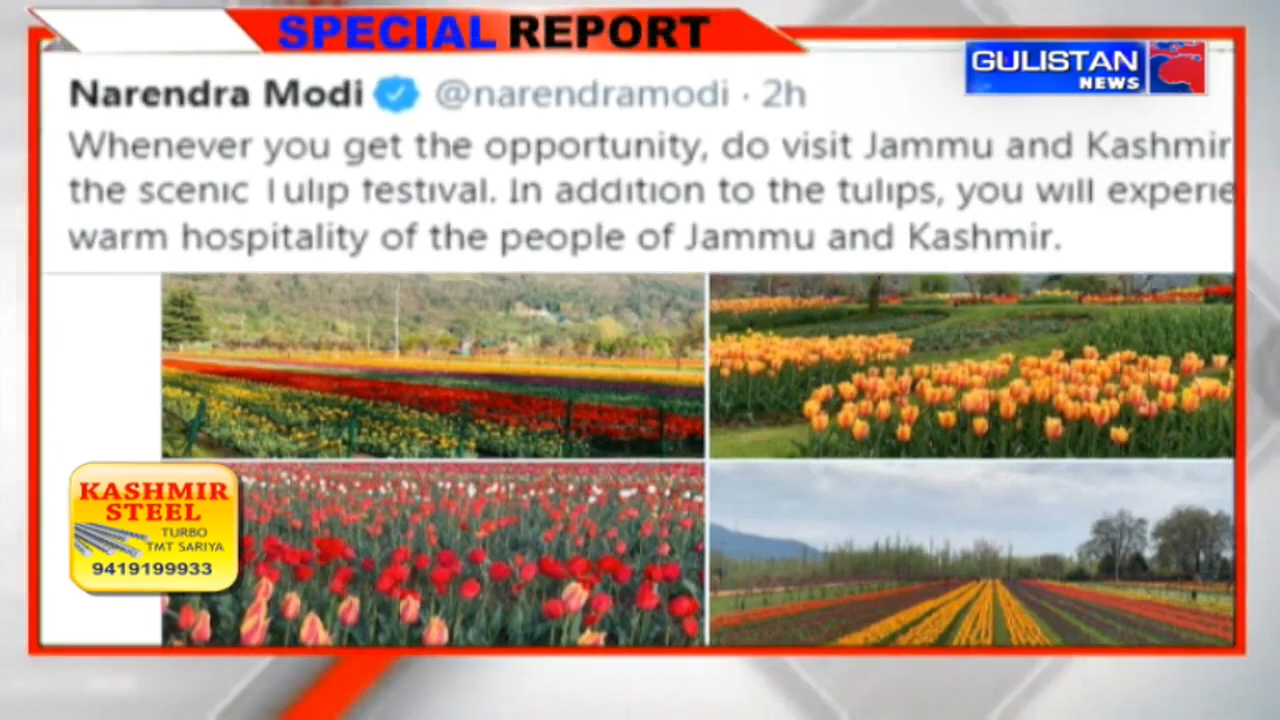 SPECIAL REPORT
GULISTAN
NEWS
Narendra Modi @narendramodi · 2h
Whenever you get the opportunity, do visit Jammu and Kashmir
the scenic Tulip festival. In addition to the tulips, you will experie
warm hospitality of the people of Jammu and Kashmir.
KASHMIR
STEEL
TURBO
TMT SARIYA
9419199933